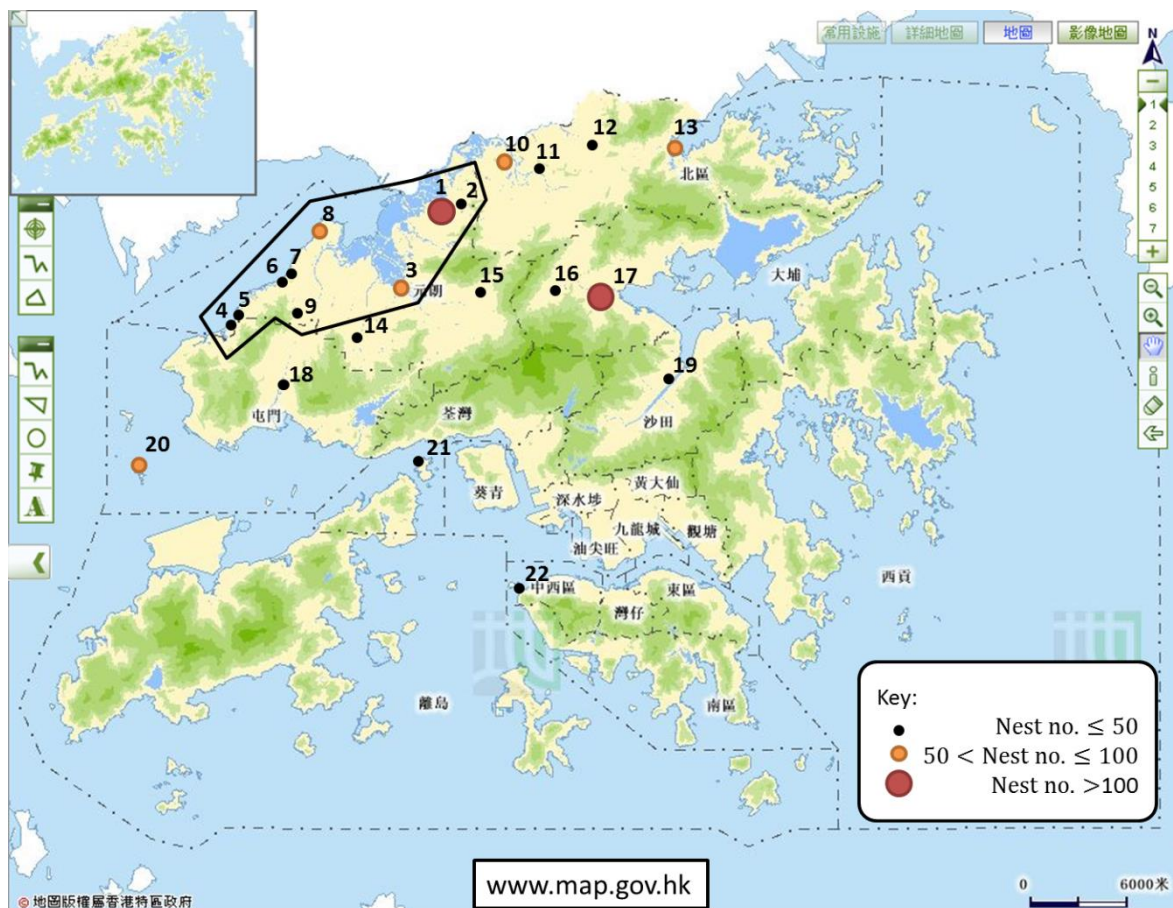 常用設施 詳細地圖 地圖 影像地圖
N
1
2
3
4
5
6
7
12
13
10
11
北區
1
2
8
大埔
7
6
3
元朗
15
16
17
5
4
9
14
18
19
荃灣
屯門
沙田
20
21
葵青
黃大仙
深水埗
九龍城
觀塘
油尖旺
22
中西區
東區
西貢
灣仔
離島
南區
Key:
Nest no. ≤ 50
50 < Nest no. ≤ 100
Nest no. >100
www.map.gov.hk
0 6000米
© 地圖版權屬香港特區政府
A